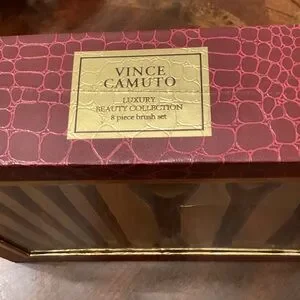 VINCE
CAMUTO
LUXURY
BEAUTY COLLECTION
8 piece brush set